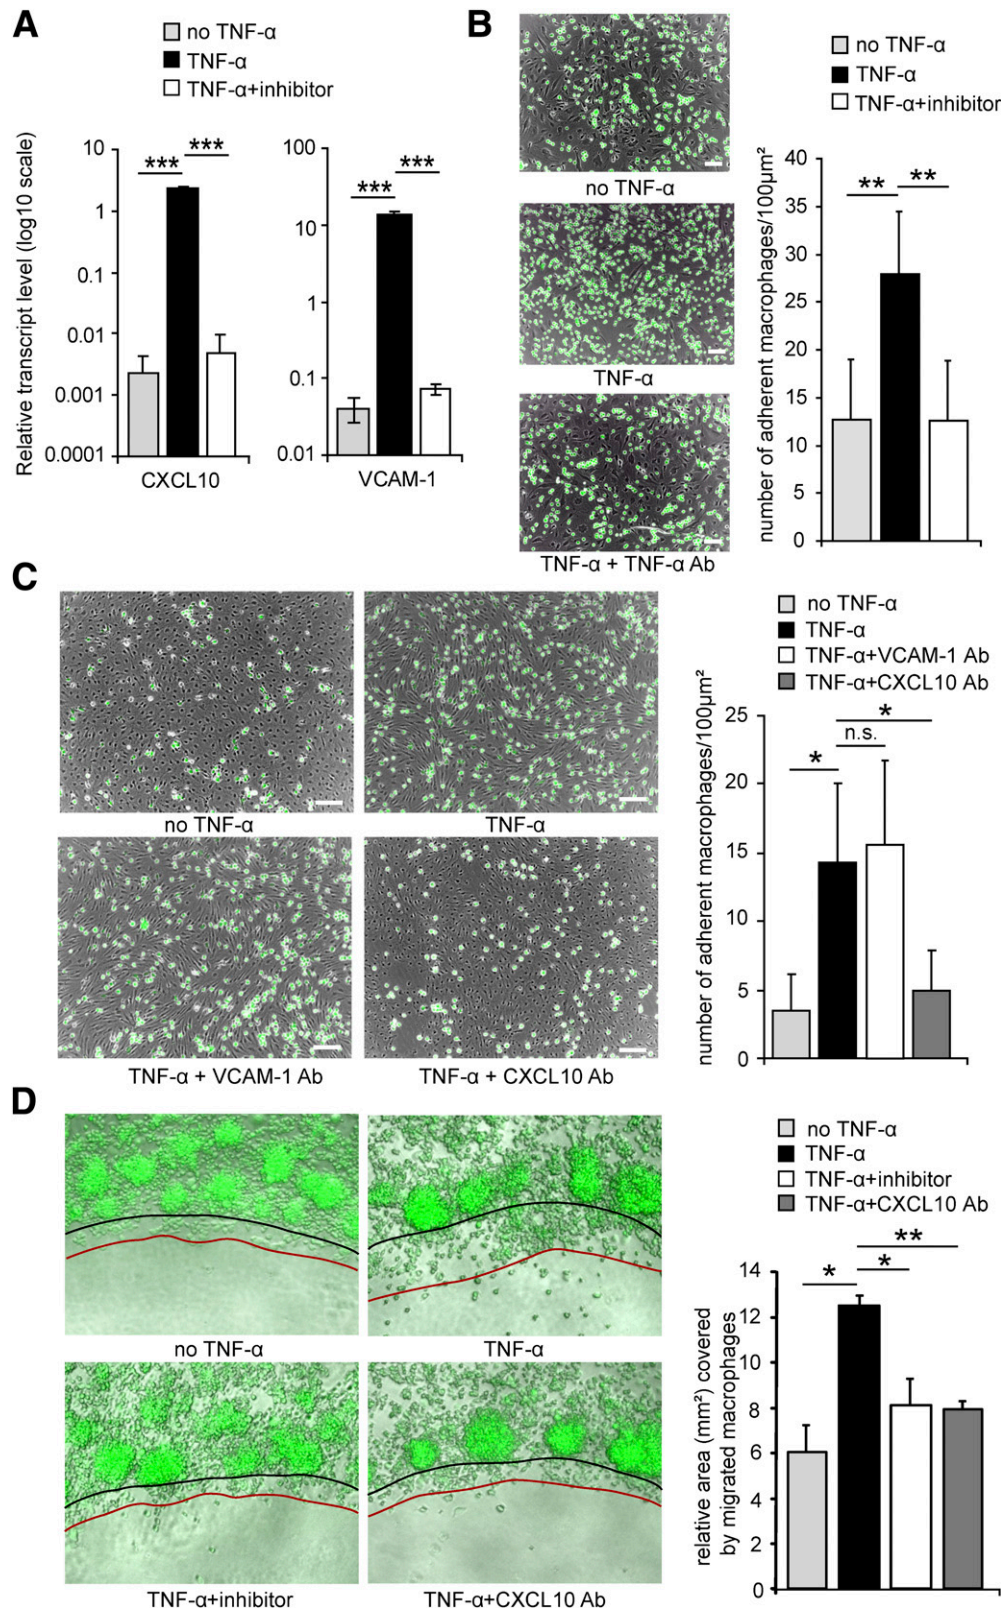 A
no TNF-α
TNF-α
TNF-α+inhibitor
Relative transcript level (log10 scale)
10
1
0.1
0.01
0.001
0.0001
***
***
CXCL10
100
10
1
0.1
0.01
***
***
VCAM-1
B
no TNF-α
TNF-α
TNF-α + TNF-α Ab
no TNF-α
TNF-α
TNF-α+inhibitor
number of adherent macrophages/100µm²
40
35
30
25
20
15
10
5
0
**
**
C
no TNF-α
TNF-α
TNF-α + VCAM-1 Ab
TNF-α + CXCL10 Ab
no TNF-α
TNF-α
TNF-α+VCAM-1 Ab
TNF-α+CXCL10 Ab
number of adherent macrophages/100µm²
25
20
15
10
5
0
*
n.s.
*
D
no TNF-α
TNF-α
TNF-α+inhibitor
TNF-α+CXCL10 Ab
no TNF-α
TNF-α
TNF-α+inhibitor
TNF-α+CXCL10 Ab
relative area (mm²) covered
by migrated macrophages
14
12
10
8
6
4
2
0
*
*
**